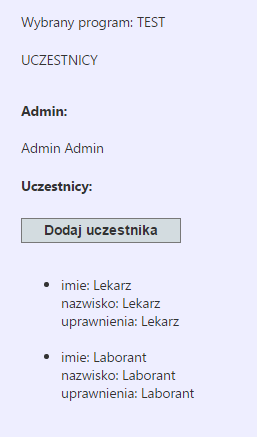 Wybrany program: TEST
UCZESTNICY
Admin:
Admin Admin
Uczestnicy:
Dodaj uczestnika
imie: Lekarz
nazwisko: Lekarz
uprawnienia: Lekarz
imie: Laborant
nazwisko: Laborant
uprawnienia: Laborant